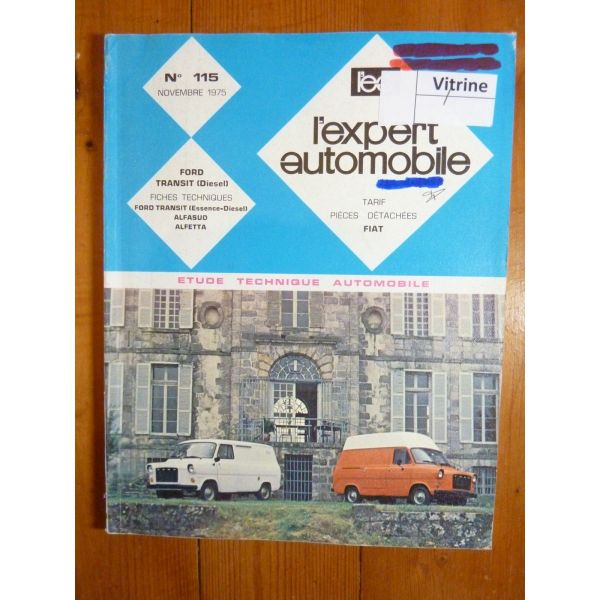 N° 115
NOVEMBRE 1975
FORD
TRANSIT (Diesel)
FICHES TECHNIQUES
FORD TRANSIT (Essence-Diesel)
ALFASUD
ALFETTA
Vitrine
l'expert
automobile
TARIF
PIÈCES DÉTACHÉES
FIAT
ETUDE TECHNIQUE AUTOMOBILE